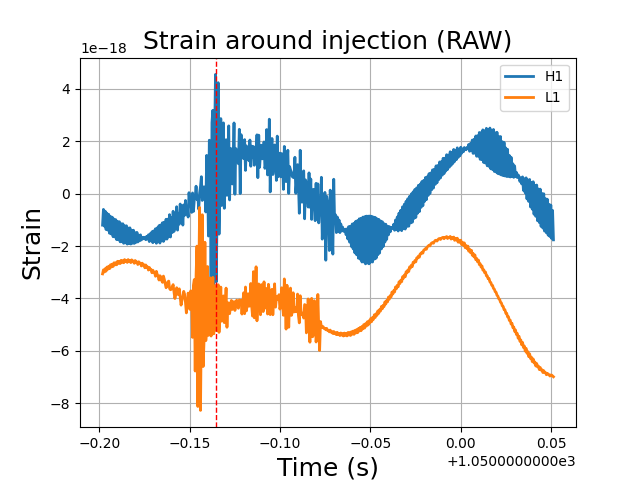 Strain around injection (RAW)
1e−18
H1
L1
4
2
0
−2
−4
−6
−8
Strain
−0.20
−0.15
−0.10
−0.05
0.00
0.05
+1.0500000000e3
Time (s)